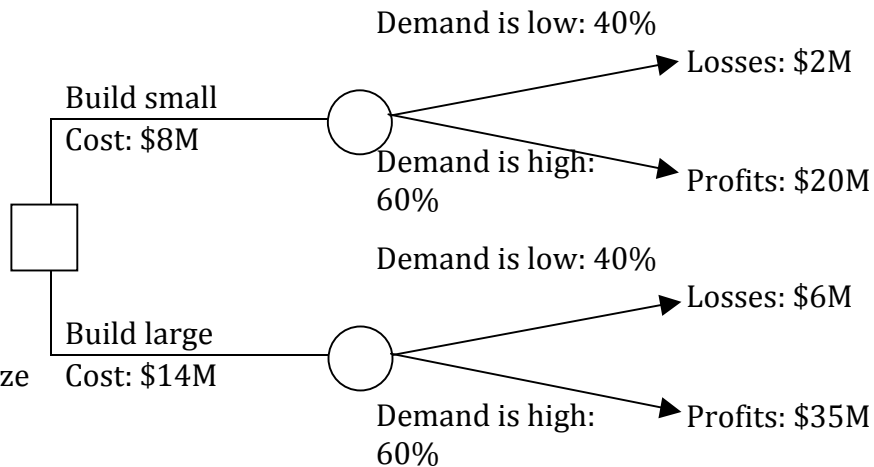 Demand is low: 40%
Losses: $2M
Build small
Cost: $8M
Demand is high:
60%
Profits: $20M
Demand is low: 40%
Losses: $6M
Build large
ze Cost: $14M
Demand is high:
60%
Profits: $35M